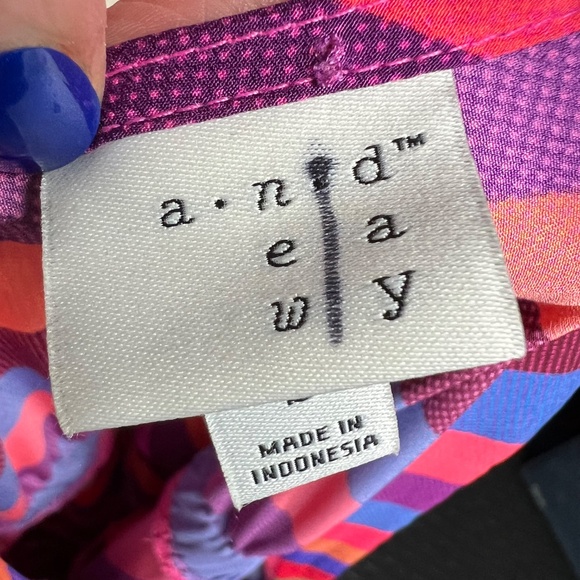 a · n d™
e a
w y
MADE IN
INDONESIA